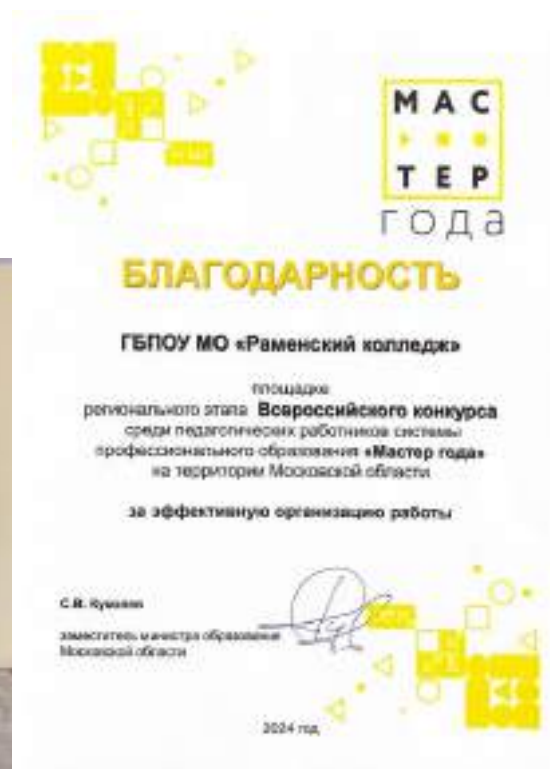 МАС
ТЕР
года
БЛАГОДАРНОСТЬ
ГБПОУ МО «Раменский колледж»
площадке
регионального этапа Всероссийского конкурса
среди педагогических работников системы
профессионального образования «Мастер года»
на территории Московской области
за эффективную организацию работы
С.В.
заместитель министра образования
Московской области
2024 год